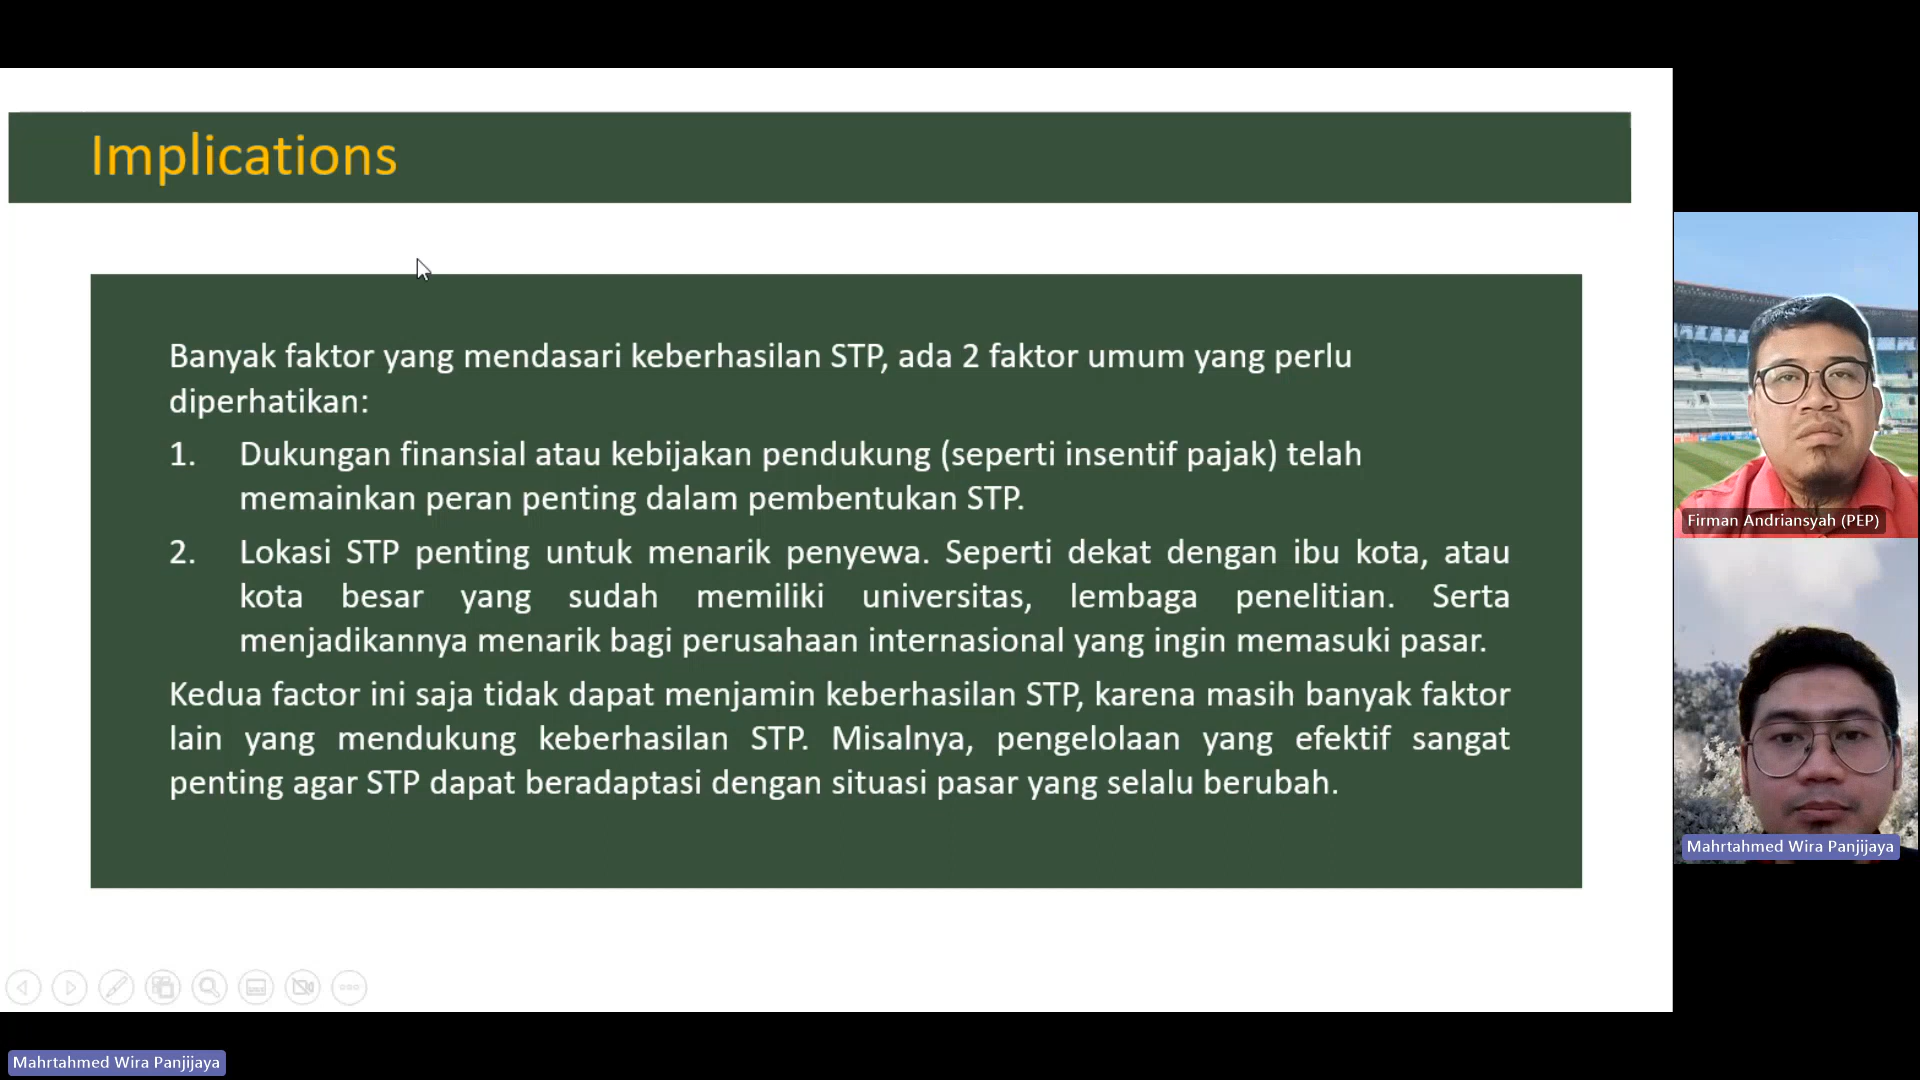 Implications
Banyak faktor yang mendasari keberhasilan STP, ada 2 faktor umum yang perlu
diperhatikan:
1. Dukungan finansial atau kebijakan pendukung (seperti insentif pajak) telah
memainkan peran penting dalam pembentukan STP.
2. Lokasi STP penting untuk menarik penyewa. Seperti dekat dengan ibu kota, atau
kota besar yang sudah memiliki universitas, lembaga penelitian. Serta
menjadikannya menarik bagi perusahaan internasional yang ingin memasuki pasar.
Kedua factor ini saja tidak dapat menjamin keberhasilan STP, karena masih banyak faktor
lain yang mendukung keberhasilan STP. Misalnya, pengelolaan yang efektif sangat
penting agar STP dapat beradaptasi dengan situasi pasar yang selalu berubah.
Firman Andriansyah (PEP)
Mahrtahmed Wira Panjijaya
Mahrtahmed Wira Panjijaya